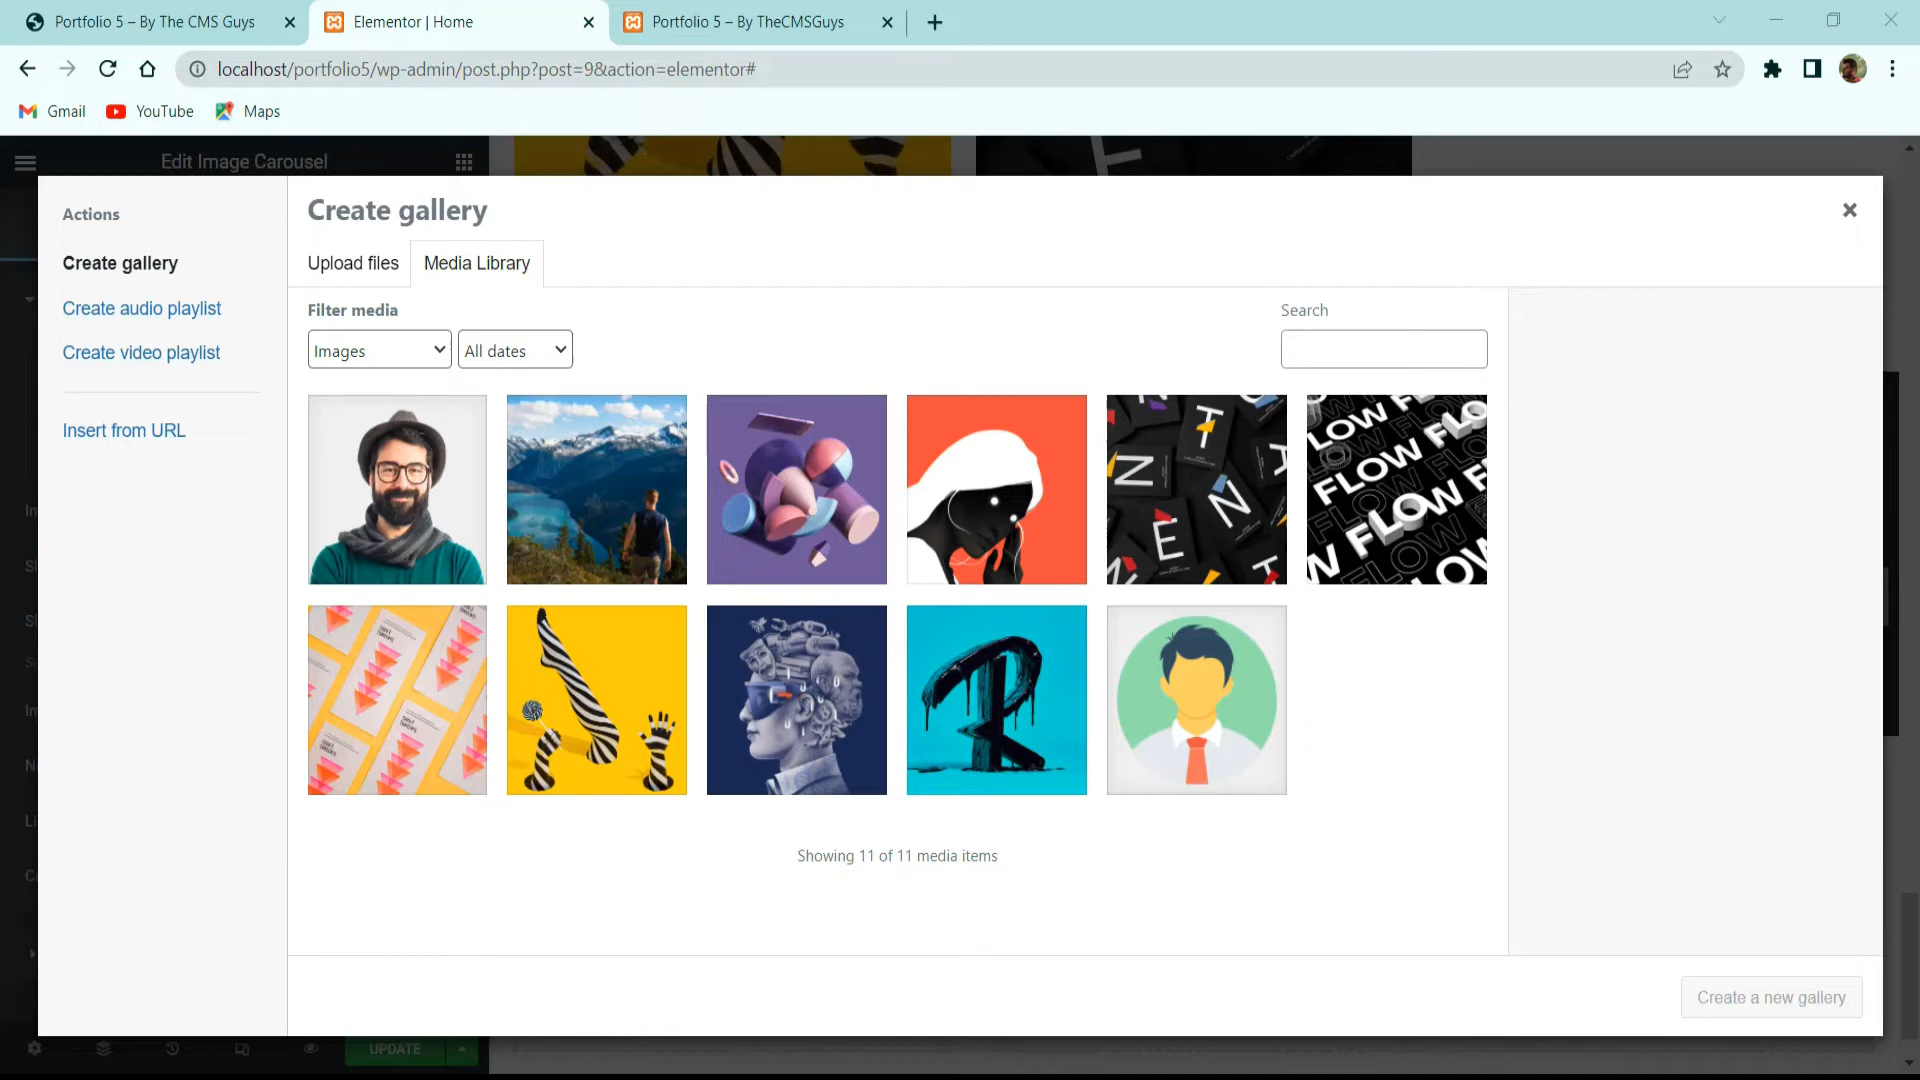 Portfolio 5 – By The CMS Guys
Elementor | Home
Portfolio 5 – By TheCMSGuys
localhost/portfolio5/wp-admin/post.php?post=9&action=elementor#
Gmail
YouTube
Maps
Edit Image Carousel
Actions
Create gallery
Create audio playlist
Create video playlist
Insert from URL
Create gallery
Upload files
Media Library
Filter media
Images
All dates
Search
FLOW
FLOW
FLOW
Showing 11 of 11 media items
Create a new gallery
UPDATE